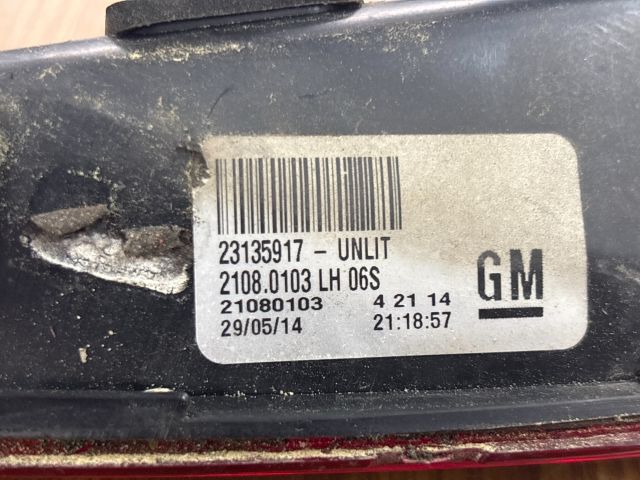 23135917 - UNLIT
2108.0103 LH 06S
21080103 4 21 14
29/05/14 21:18:57
GM